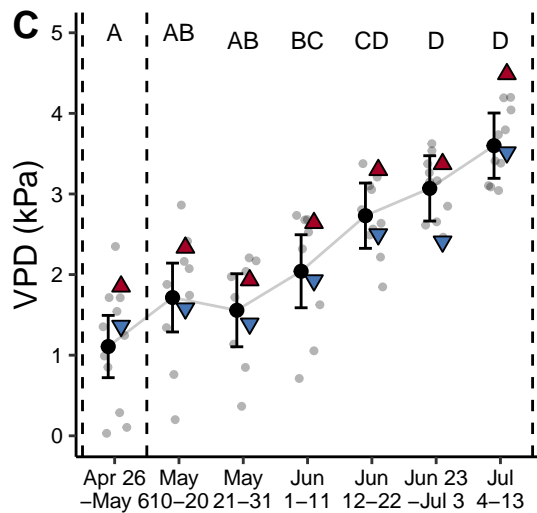 C
A AB AB BC CD D D
VPD (kPa)
5
4
3
2
1
0
Apr 26 May May Jun Jun Jun 23 Jul
–May 6 10–20 21–31 1–11 12–22 –Jul 3 4–13